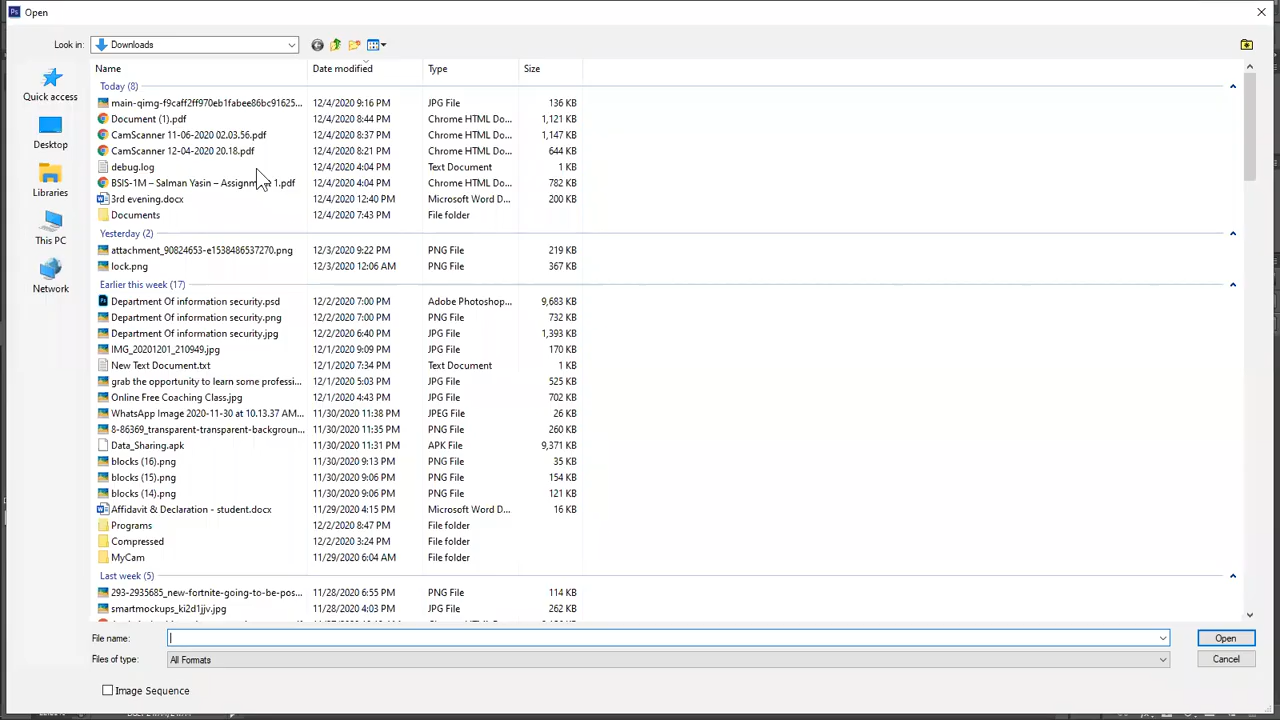 Ps Open
Look in: Downloads
Name Date modified Type Size
Quick access
Desktop
Libraries
This PC
Network
Today (8)
main-qimg-f9caff2ff970eb1fabee86bc91625... 12/4/2020 9:16 PM JPG File 136 KB
Document (1).pdf 12/4/2020 8:44 PM Chrome HTML Do... 1,121 KB
CamScanner 11-06-2020 02.03.56.pdf 12/4/2020 8:37 PM Chrome HTML Do... 1,147 KB
CamScanner 12-04-2020 20.18.pdf 12/4/2020 8:21 PM Chrome HTML Do... 644 KB
debug.log 12/4/2020 4:04 PM Text Document 1 KB
BSIS-1M – Salman Yasin – Assignment 1.pdf 12/4/2020 4:04 PM Chrome HTML Do... 782 KB
3rd evening.docx 12/4/2020 12:40 PM Microsoft Word D... 200 KB
Documents 12/4/2020 7:43 PM File folder
Yesterday (2)
attachment_90824653-e1538486537270.png 12/3/2020 9:22 PM PNG File 219 KB
lock.png 12/3/2020 12:06 AM PNG File 367 KB
Earlier this week (17)
Department Of information security.psd 12/2/2020 7:00 PM Adobe Photoshop... 9,683 KB
Department Of information security.png 12/2/2020 7:00 PM PNG File 732 KB
Department Of information security.jpg 12/2/2020 6:40 PM JPG File 1,393 KB
IMG_20201201_210949.jpg 12/1/2020 9:09 PM JPG File 170 KB
New Text Document.txt 12/1/2020 7:34 PM Text Document 1 KB
grab the opportunity to learn some professi... 12/1/2020 5:03 PM JPG File 525 KB
Online Free Coaching Class.jpg 12/1/2020 4:43 PM JPG File 702 KB
WhatsApp Image 2020-11-30 at 10.13.37 AM... 11/30/2020 11:38 PM JPEG File 26 KB
8-86369_transparent-transparent-backgroun... 11/30/2020 11:35 PM PNG File 260 KB
Data_Sharing.apk 11/30/2020 11:31 PM APK File 9,371 KB
blocks (16).png 11/30/2020 9:13 PM PNG File 35 KB
blocks (15).png 11/30/2020 9:06 PM PNG File 154 KB
blocks (14).png 11/30/2020 9:06 PM PNG File 121 KB
Affidavit & Declaration - student.docx 11/29/2020 4:15 PM Microsoft Word D... 16 KB
Programs 12/2/2020 8:47 PM File folder
Compressed 12/2/2020 3:24 PM File folder
MyCam 11/29/2020 6:04 AM File folder
Last week (5)
293-2935685_new-fortnite-going-to-be-pos... 11/28/2020 6:55 PM PNG File 114 KB
smartmockups_ki2d1jjv.jpg 11/28/2020 4:03 PM JPG File 262 KB
File name: Open
Files of type: All Formats Cancel
Image Sequence